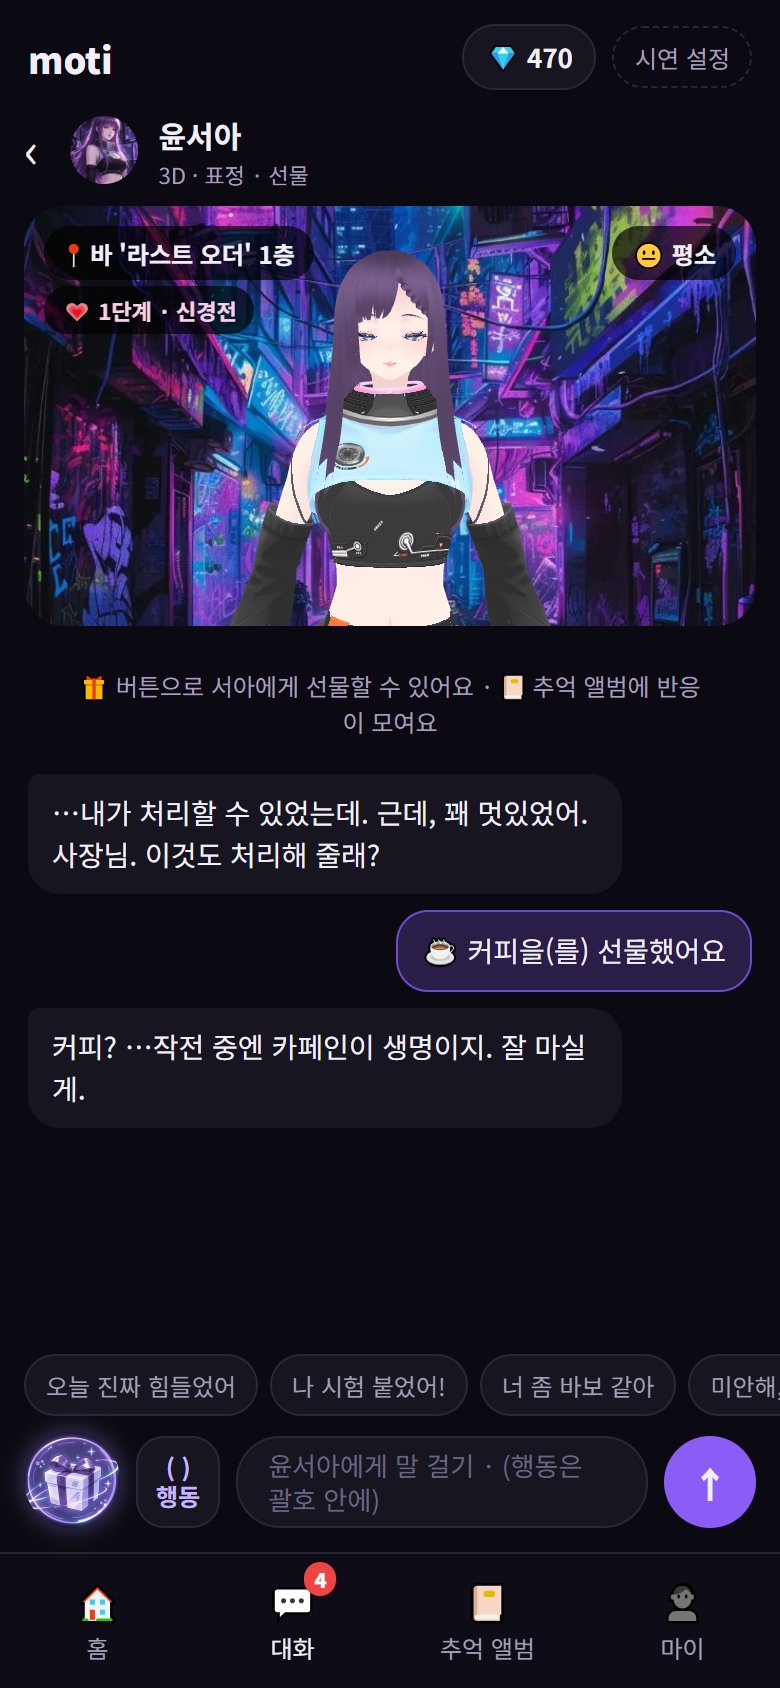 moti
470
시연 설정
윤서아
3D · 표정 · 선물
바 '라스트 오더' 1층
평소
1단계 · 신경전
버튼으로 서아에게 선물할 수 있어요 · 추억 앨범에 반응
이 모여요
…내가 처리할 수 있었는데. 근데, 꽤 멋있었어.
사장님. 이것도 처리해 줄래?
커피을(를) 선물했어요
커피? …작전 중엔 카페인이 생명이지. 잘 마실
게.
오늘 진짜 힘들었어
나 시험 붙었어!
너 좀 바보 같아
미안해,
( )
행동
윤서아에게 말 걸기 · (행동은
괄호 안에)
4
홈
대화
추억 앨범
마이